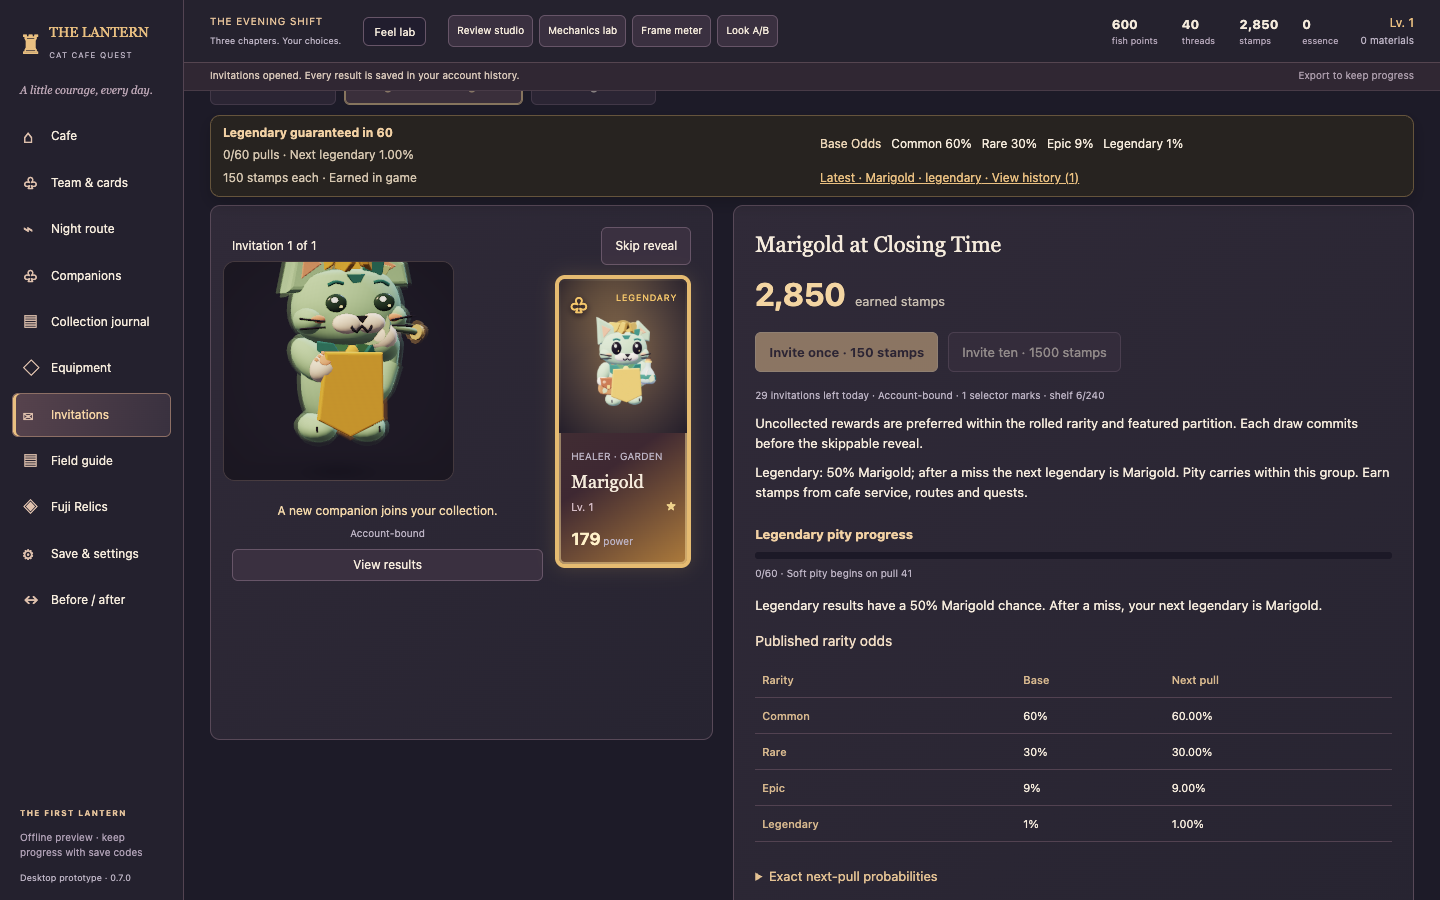 THE LANTERN
CAT CAFE QUEST
A little courage, every day.
Cafe
Team & cards
Night route
Companions
Collection journal
Equipment
Invitations
Field guide
Fuji Relics
Save & settings
Before / after
THE FIRST LANTERN
Offline preview · keep
progress with save codes
Desktop prototype · 0.7.0
THE EVENING SHIFT
Three chapters. Your choices.
Feel lab
Review studio
Mechanics lab
Frame meter
Look A/B
600
fish points
40
threads
2,850
stamps
0
essence
Lv. 1
0 materials
Invitations opened. Every result is saved in your account history.
Export to keep progress
Legendary guaranteed in 60
0/60 pulls · Next legendary 1.00%
150 stamps each · Earned in game
Base Odds Common 60% Rare 30% Epic 9% Legendary 1%
Latest · Marigold · legendary · View history (1)
Invitation 1 of 1
Skip reveal
LEGENDARY
HEALER · GARDEN
Marigold
Lv. 1
179 power
A new companion joins your collection.
Account-bound
View results
Marigold at Closing Time
2,850 earned stamps
Invite once · 150 stamps
Invite ten · 1500 stamps
29 invitations left today · Account-bound · 1 selector marks · shelf 6/240
Uncollected rewards are preferred within the rolled rarity and featured partition. Each draw commits
before the skippable reveal.
Legendary: 50% Marigold; after a miss the next legendary is Marigold. Pity carries within this group. Earn
stamps from cafe service, routes and quests.
Legendary pity progress
0/60 · Soft pity begins on pull 41
Legendary results have a 50% Marigold chance. After a miss, your next legendary is Marigold.
Published rarity odds
Rarity Base Next pull
Common 60% 60.00%
Rare 30% 30.00%
Epic 9% 9.00%
Legendary 1% 1.00%
Exact next-pull probabilities